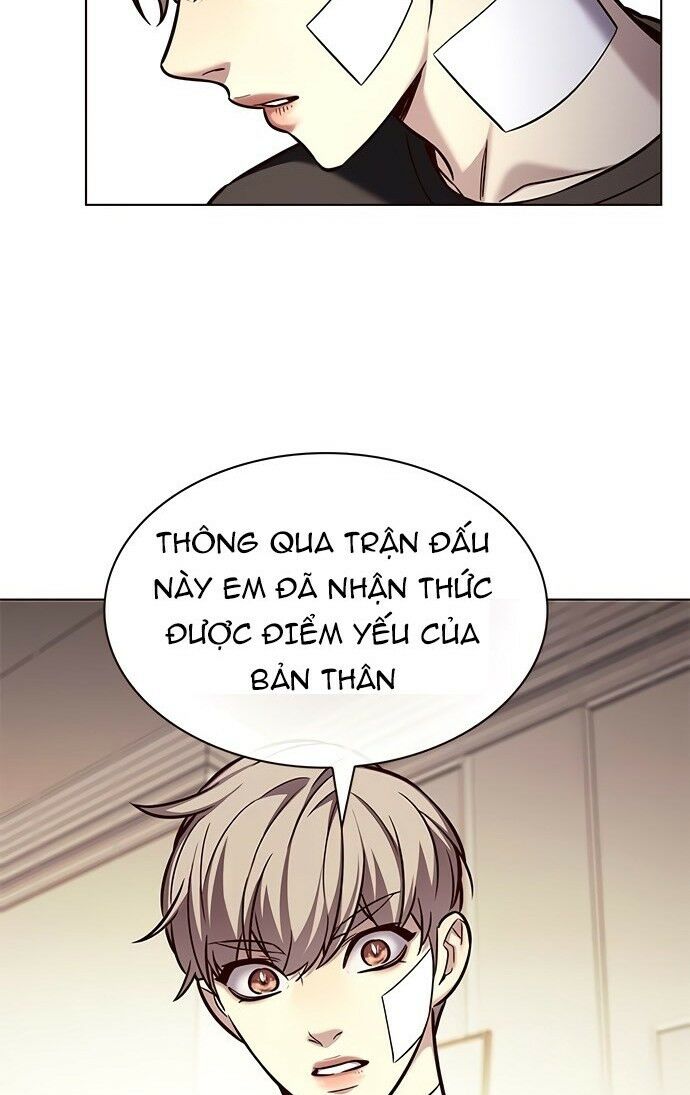 THÔNG QUA TRẬN ĐẤU
NÀY EM ĐÃ NHẬN THỨC
ĐƯỢC ĐIỂM YẾU CỦA
BẢN THÂN